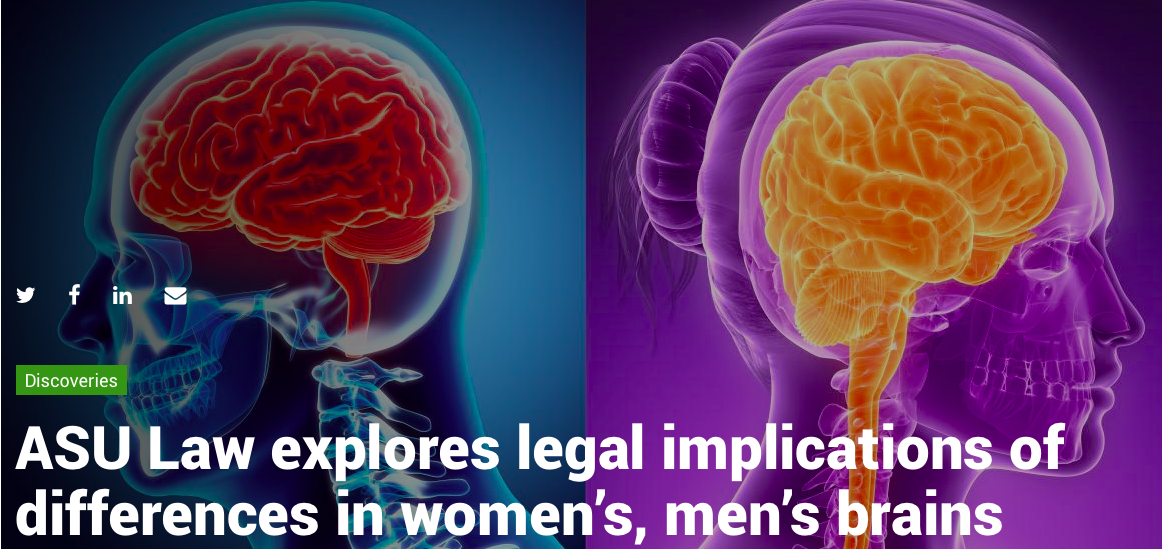 Discoveries
ASU Law explores legal implications of
differences in women’s, men’s brains